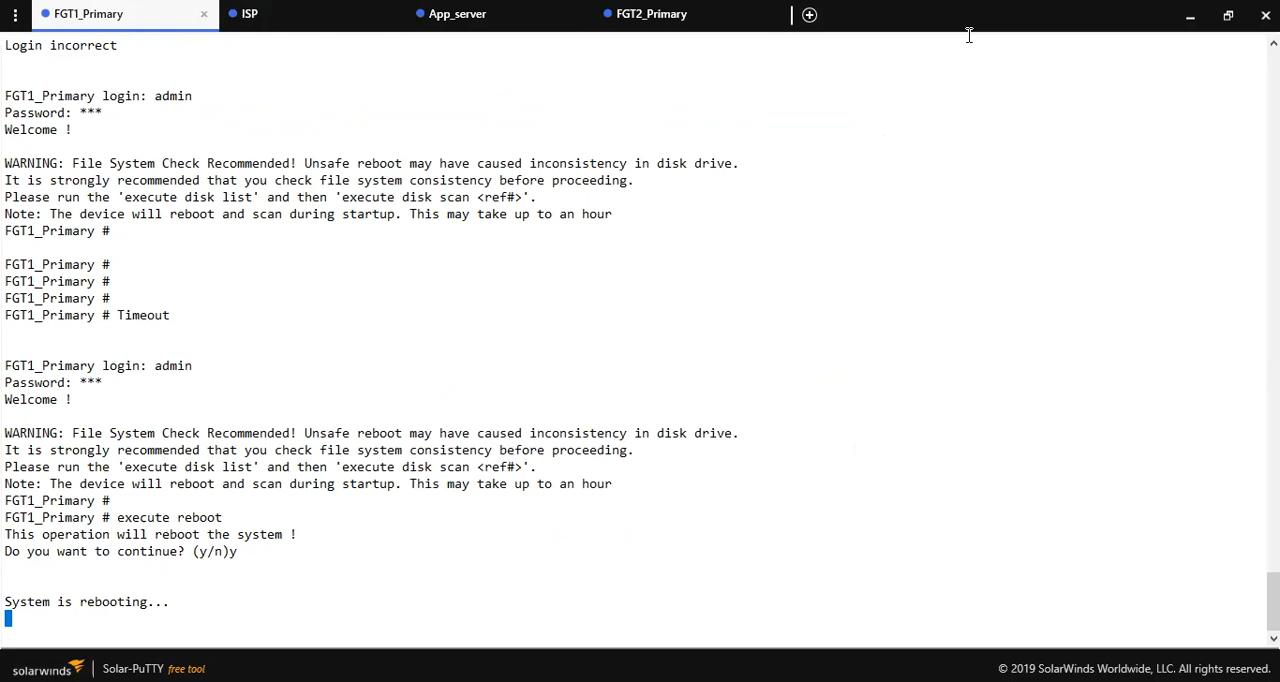 FGT1_Primary
ISP
App_server
FGT2_Primary
Login incorrect
FGT1_Primary login: admin
Password: ***
Welcome !
WARNING: File System Check Recommended! Unsafe reboot may have caused inconsistency in disk drive.
It is strongly recommended that you check file system consistency before proceeding.
Please run the 'execute disk list' and then 'execute disk scan <ref#>'.
Note: The device will reboot and scan during startup. This may take up to an hour
FGT1_Primary #
FGT1_Primary #
FGT1_Primary #
FGT1_Primary #
FGT1_Primary # Timeout
FGT1_Primary login: admin
Password: ***
Welcome !
WARNING: File System Check Recommended! Unsafe reboot may have caused inconsistency in disk drive.
It is strongly recommended that you check file system consistency before proceeding.
Please run the 'execute disk list' and then 'execute disk scan <ref#>'.
Note: The device will reboot and scan during startup. This may take up to an hour
FGT1_Primary #
FGT1_Primary # execute reboot
This operation will reboot the system !
Do you want to continue? (y/n)y
System is rebooting...
solarwinds
Solar-PuTTY free tool
© 2019 SolarWinds Worldwide, LLC. All rights reserved.